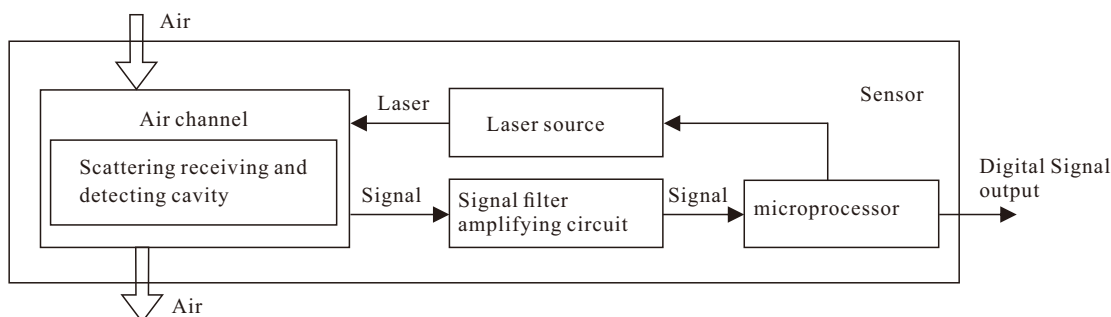 Air
Sensor
Air channel
Laser
Laser source
Scattering receiving and
detecting cavity
Signal
Signal filter
amplifying circuit
Signal
microprocessor
Digital Signal
output
Air